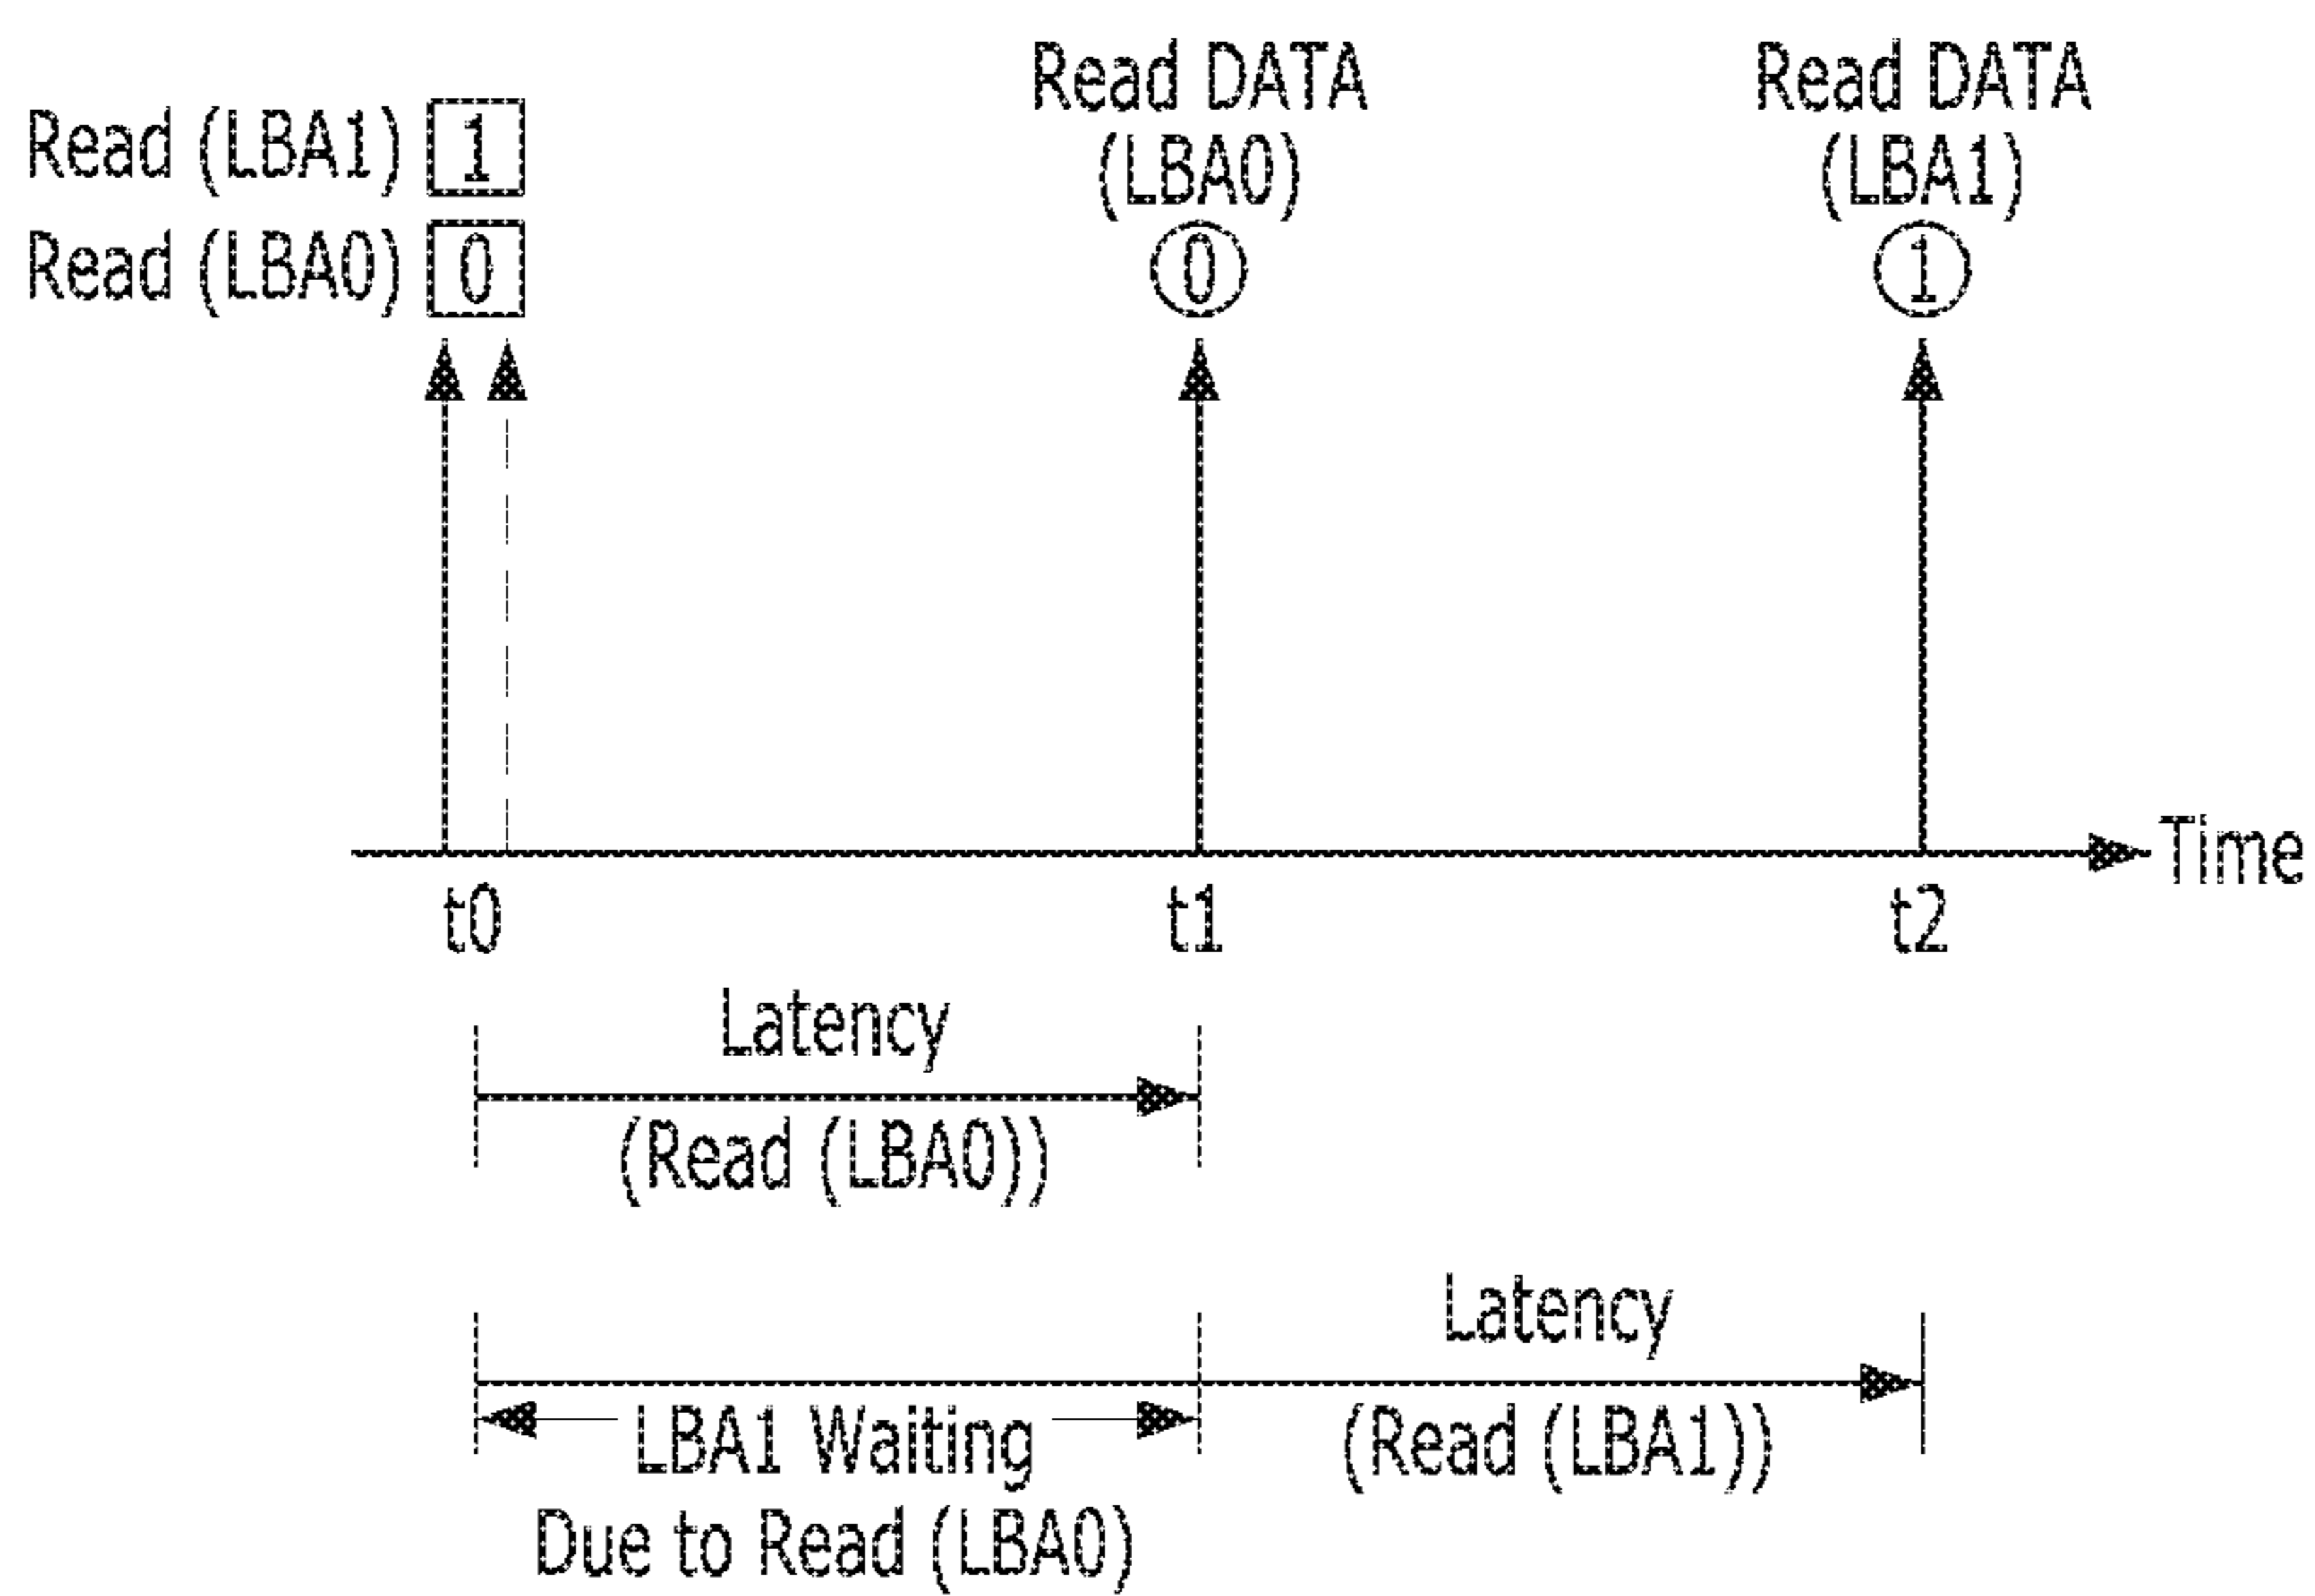 Read (LBA1) 1
Read (LBA0) 0
Read DATA
(LBA0)
0
Read DATA
(LBA1)
1
Time
t0
t1
t2
Latency
(Read (LBA0))
LBA1 Waiting
Due to Read (LBA0)
Latency
(Read (LBA1))